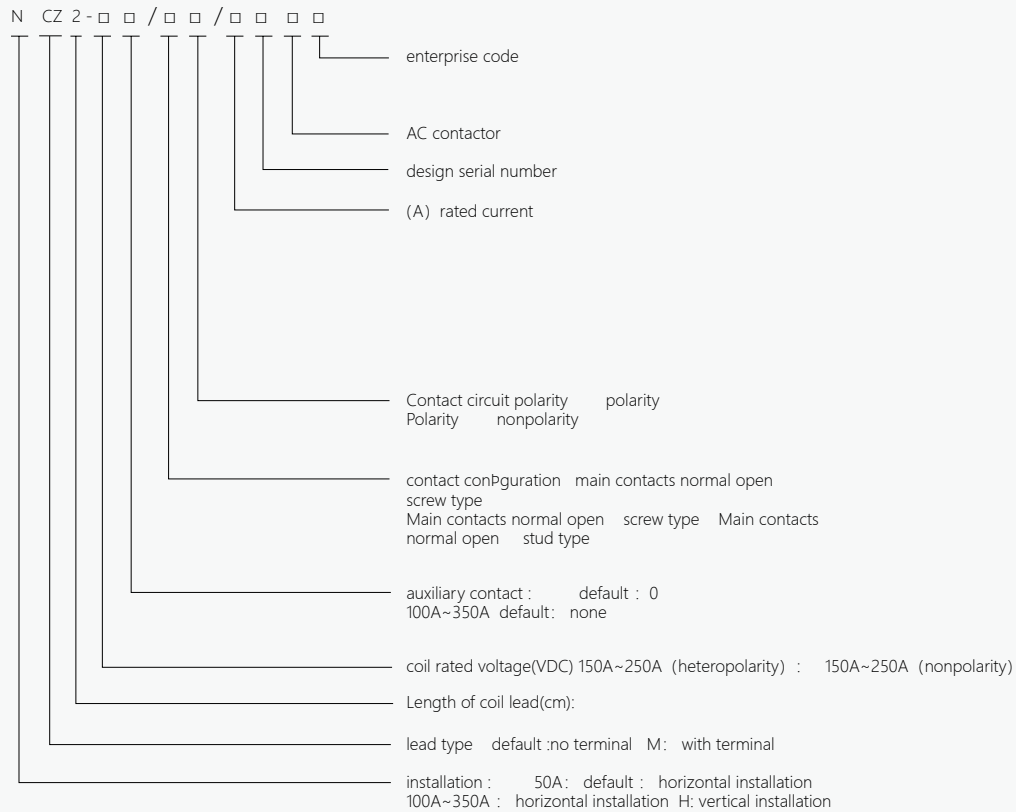 N CZ 2 - □ □ / □ □ / □ □ □ □
enterprise code
AC contactor
design serial number
(A) rated current
Contact circuit polarity polarity
Polarity nonpolarity
contact conÞguration main contacts normal open
screw type
Main contacts normal open screw type Main contacts
normal open stud type
auxiliary contact : default : 0
100A~350A default: none
coil rated voltage(VDC) 150A~250A (heteropolarity) : 150A~250A (nonpolarity)
Length of coil lead(cm):
lead type default :no terminal M: with terminal
installation : 50A: default : horizontal installation
100A~350A : horizontal installation H: vertical installation